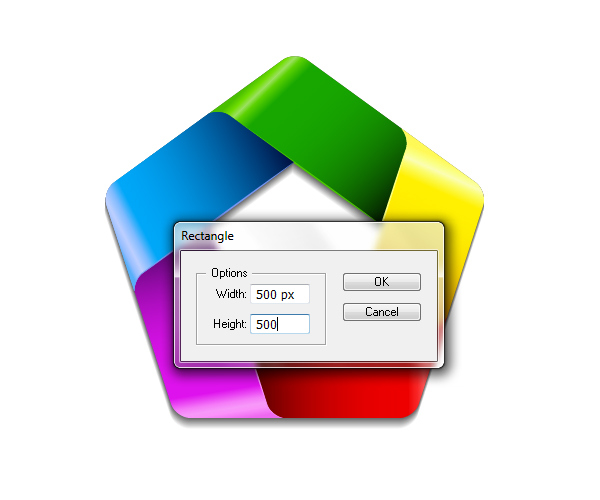 Rectangle
Options
Width: 500 px
Height: 500
OK
Cancel